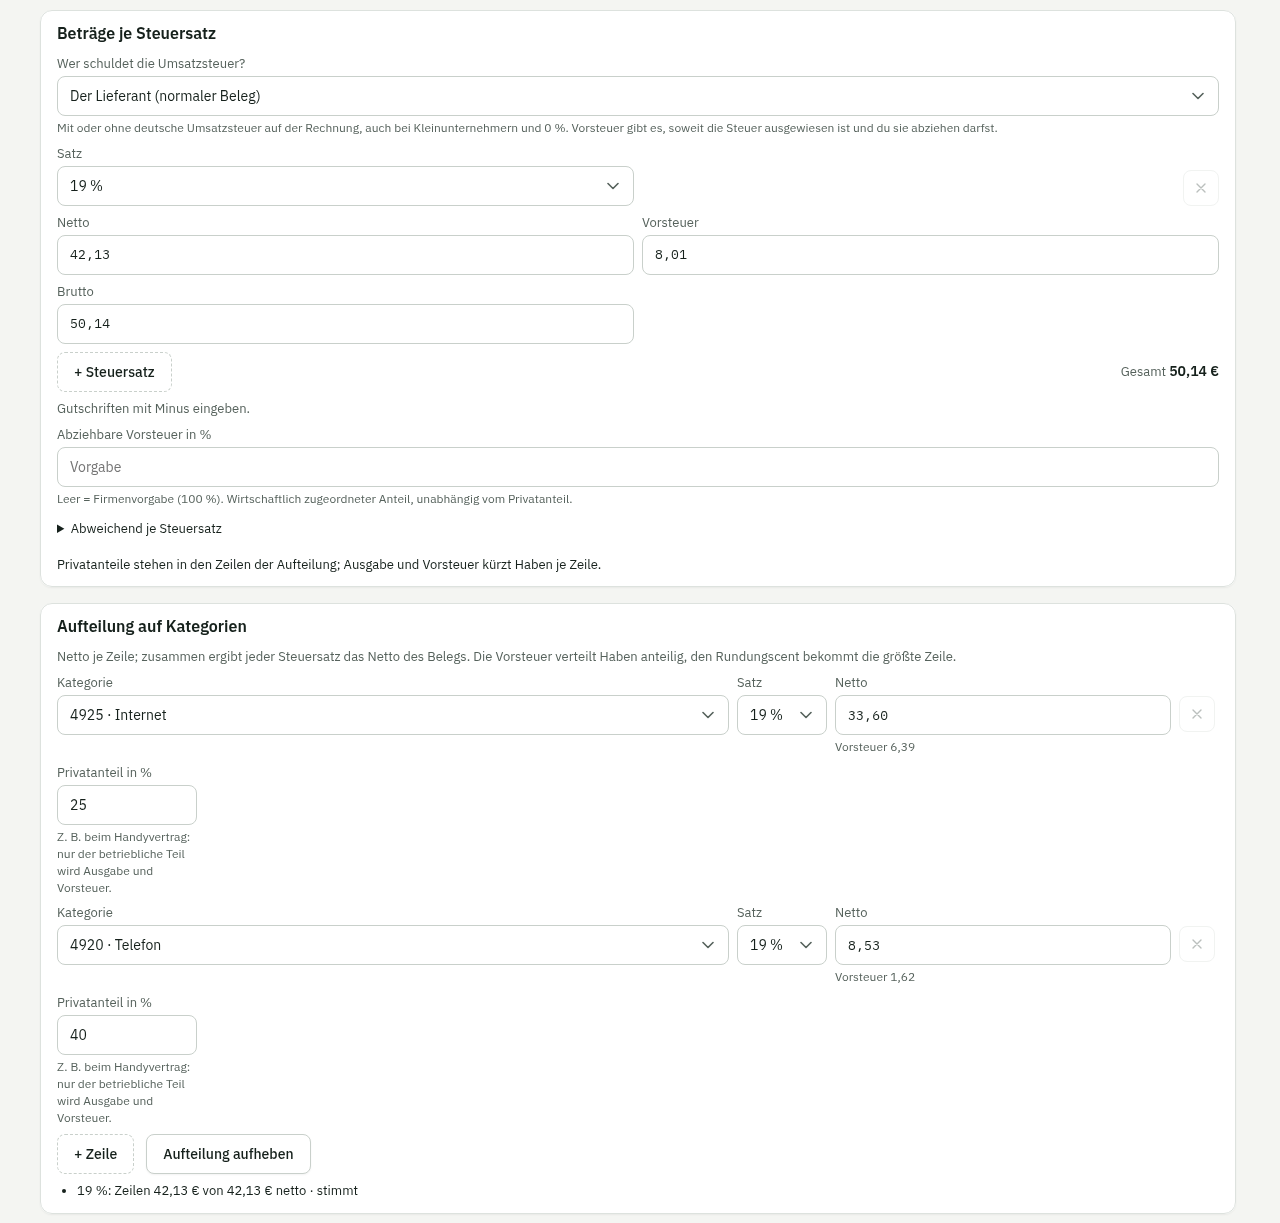 Beträge je Steuersatz
Wer schuldet die Umsatzsteuer?
Der Lieferant (normaler Beleg)
Mit oder ohne deutsche Umsatzsteuer auf der Rechnung, auch bei Kleinunternehmern und 0 %. Vorsteuer gibt es, soweit die Steuer ausgewiesen ist und du sie abziehen darfst.
Satz
19 %
Netto Vorsteuer
42,13 8,01
Brutto
50,14
+ Steuersatz Gesamt 50,14 €
Gutschriften mit Minus eingeben.
Abziehbare Vorsteuer in %
Vorgabe
Leer = Firmenvorgabe (100 %). Wirtschaftlich zugeordneter Anteil, unabhängig vom Privatanteil.
Abweichend je Steuersatz
Privatanteile stehen in den Zeilen der Aufteilung; Ausgabe und Vorsteuer kürzt Haben je Zeile.
Aufteilung auf Kategorien
Netto je Zeile; zusammen ergibt jeder Steuersatz das Netto des Belegs. Die Vorsteuer verteilt Haben anteilig, den Rundungscent bekommt die größte Zeile.
Kategorie Satz Netto
4925 · Internet 19 % 33,60
Vorsteuer 6,39
Privatanteil in %
25
Z. B. beim Handyvertrag:
nur der betriebliche Teil
wird Ausgabe und
Vorsteuer.
Kategorie Satz Netto
4920 · Telefon 19 % 8,53
Vorsteuer 1,62
Privatanteil in %
40
Z. B. beim Handyvertrag:
nur der betriebliche Teil
wird Ausgabe und
Vorsteuer.
+ Zeile Aufteilung aufheben
• 19 %: Zeilen 42,13 € von 42,13 € netto · stimmt